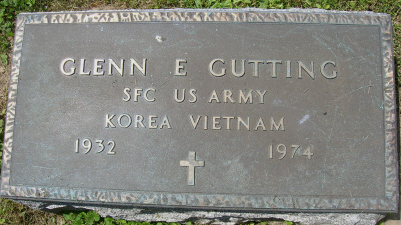 GLENN E GUTTING
SFC US ARMY
KOREA VIETNAM
1932 1974